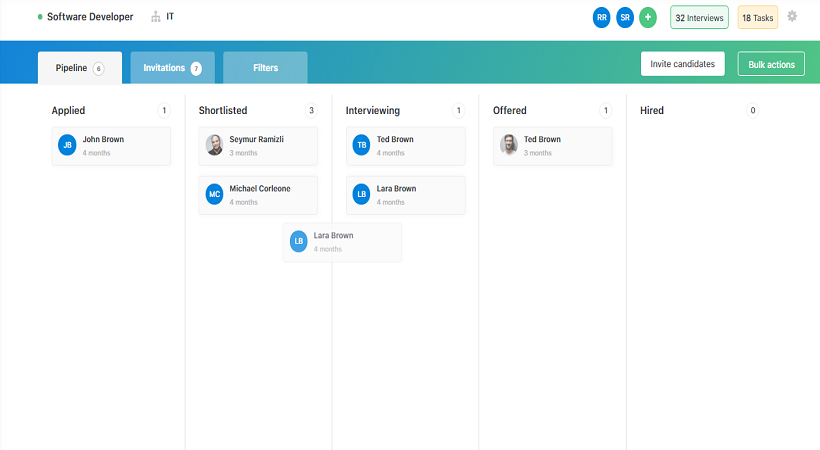 Software Developer IT RR SR + 32 Interviews 18 Tasks
Pipeline 6 Invitations 7 Filters Invite candidates Bulk actions
Applied 1 Shortlisted 3 Interviewing 1 Offered 1 Hired 0
JB John Brown
4 months
Seymur Ramizli
3 months
TB Ted Brown
4 months
Ted Brown
3 months
MC Michael Corleone
4 months
LB Lara Brown
4 months
LB Lara Brown
4 months